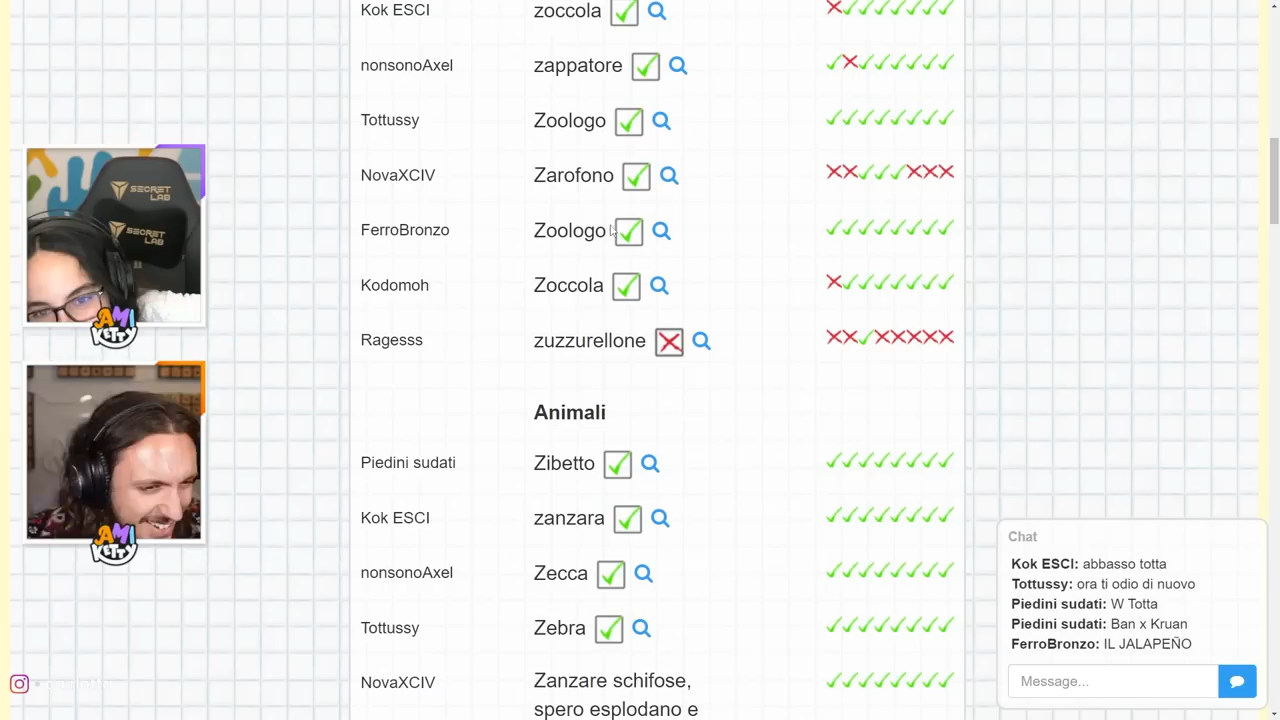 Kok ESCI zoccola
nonsonoAxel zappatore
Tottussy Zoologo
NovaXCIV Zarofono
FerroBronzo Zoologo
Kodomoh Zoccola
Ragesss zuzzurellone
Animali
Piedini sudati Zibetto
Kok ESCI zanzara
nonsonoAxel Zecca
Tottussy Zebra
NovaXCIV Zanzare schifose,
spero esplodano e
SECRET
LAB
SECRET
LAB
AMI
KETTY
AMI
KETTY
Chat
Kok ESCI: abbasso totta
Tottussy: ora ti odio di nuovo
Piedini sudati: W Totta
Piedini sudati: Ban x Kruan
FerroBronzo: IL JALAPEÑO
Message...